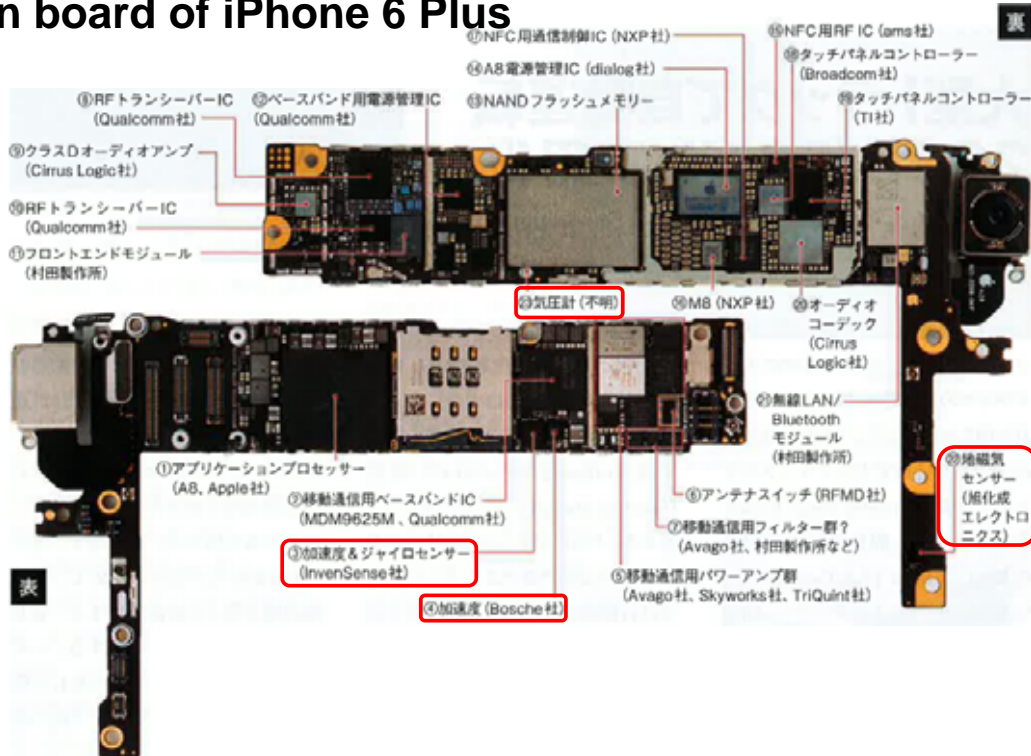 n board of iPhone 6 Plus
裏
⑰NFC用通信制御IC (NXP社)
⑮NFC用RF IC (ams社)
⑭A8電源管理IC (dialog社)
⑱タッチパネルコントローラー
(Broadcom社)
⑧RFトランシーバーIC
(Qualcomm社)
⑫ベースバンド用電源管理IC
(Qualcomm社)
⑬NANDフラッシュメモリー
⑲タッチパネルコントローラー
(TI社)
⑨クラスDオーディオアンプ
(Cirrus Logic社)
⑩RFトランシーバーIC
(Qualcomm社)
⑪フロントエンドモジュール
(村田製作所)
㉓気圧計 (不明)
⑯M8 (NXP社)
⑳オーディオ
コーデック
(Cirrus
Logic社)
㉑無線LAN/
Bluetooth
モジュール
(村田製作所)
㉒地磁気
センサー
(旭化成
エレクトロ
ニクス)
①アプリケーションプロセッサー
(A8、Apple社)
②移動通信用ベースバンドIC
(MDM9625M、Qualcomm社)
③加速度&ジャイロセンサー
(InvenSense社)
④加速度 (Bosche社)
⑥アンテナスイッチ (RFMD社)
⑦移動通信用フィルター群?
(Avago社、村田製作所など)
⑤移動通信用パワーアンプ群
(Avago社、Skyworks社、TriQuint社)
表